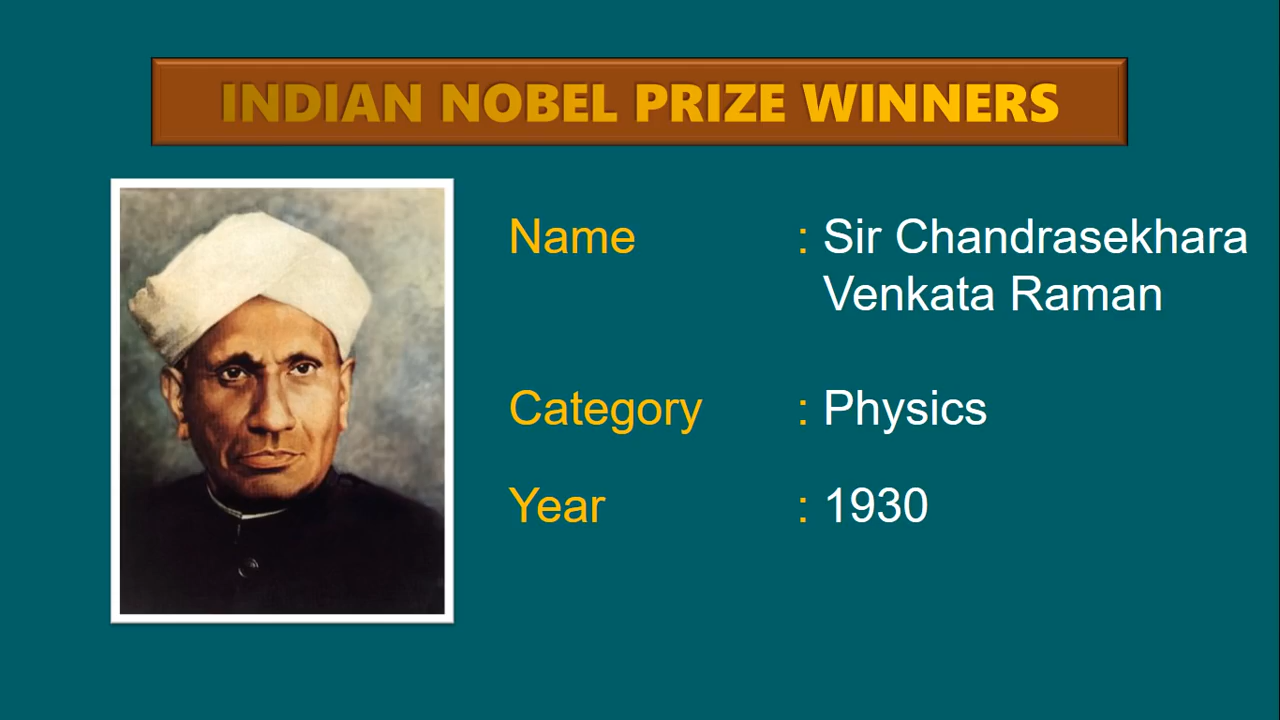 INDIAN NOBEL PRIZE WINNERS
Name : Sir Chandrasekhara
Venkata Raman
Category : Physics
Year : 1930